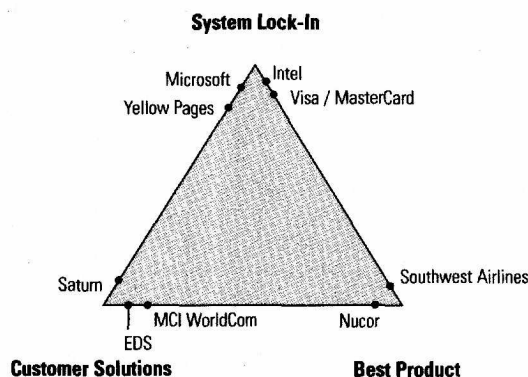 System Lock-In
Microsoft
Intel
Yellow Pages
Visa / MasterCard
Saturn
Southwest Airlines
MCI WorldCom
Nucor
EDS
Customer Solutions
Best Product